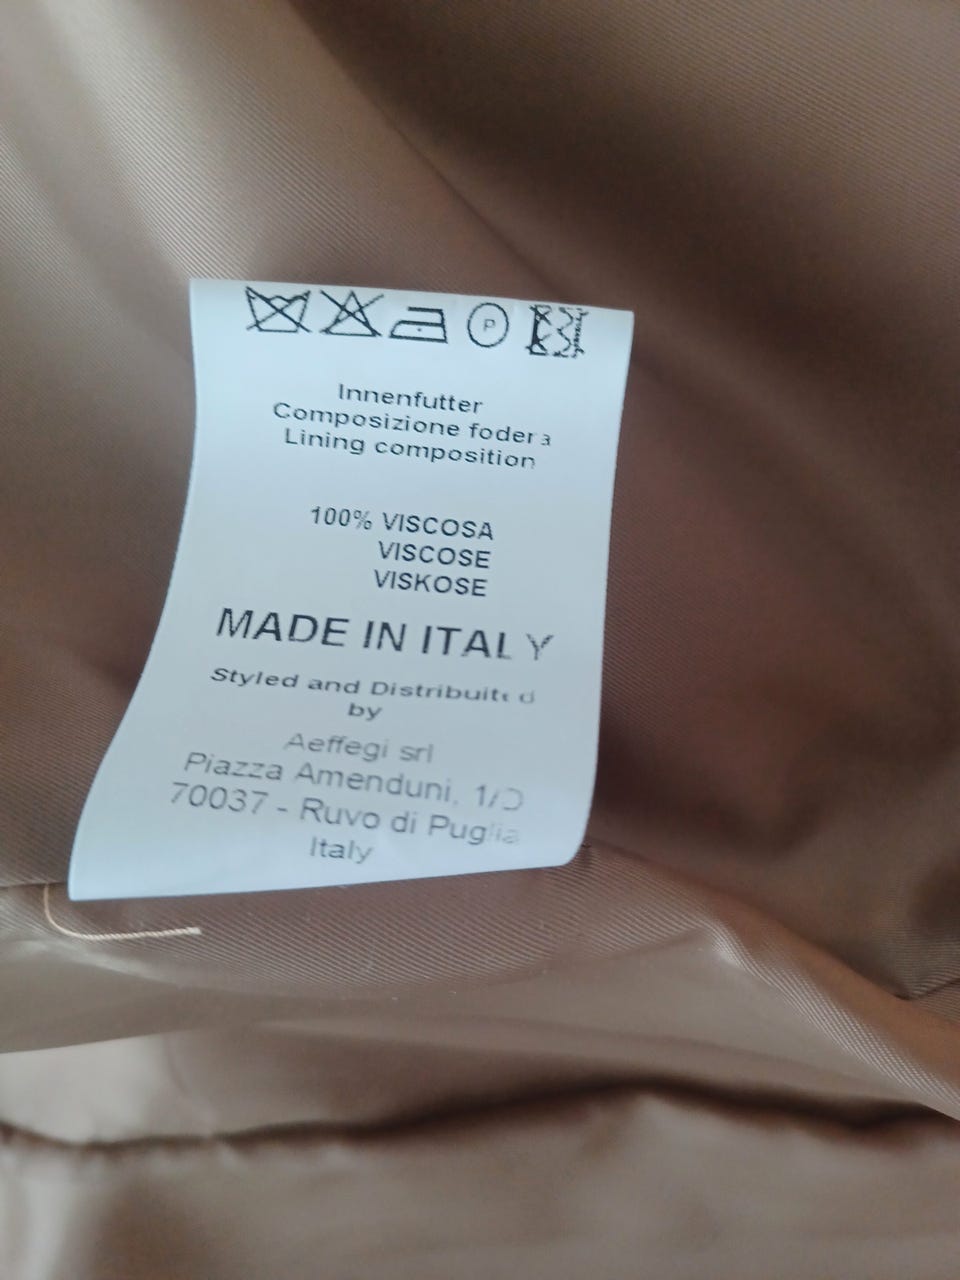 P
Innenfutter
Composizione fodera
Lining composition
100% VISCOSA
VISCOSE
VISKOSE
MADE IN ITALY
Styled and Distribuited
by
Aeffegi srl
Piazza Amenduni, 1/D
70037 - Ruvo di Puglia
Italy